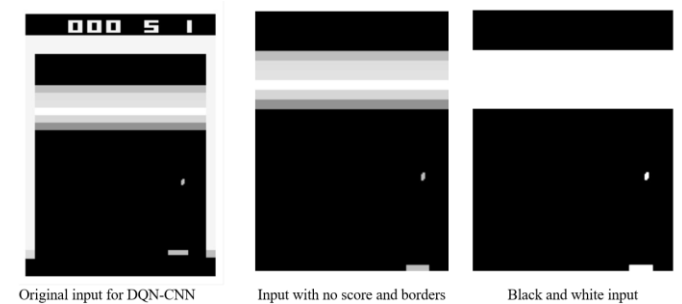 000 5 1
Original input for DQN-CNN
Input with no score and borders
Black and white input